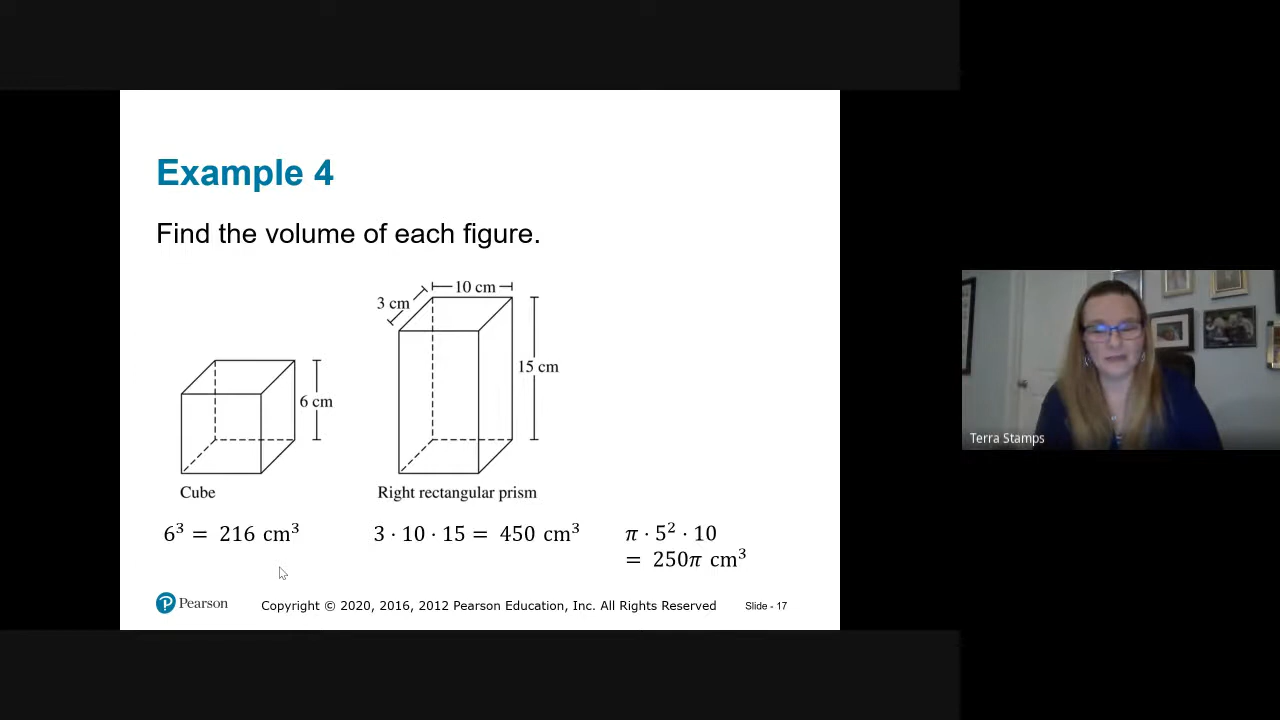 Example 4
Find the volume of each figure.
10 cm
3 cm
15 cm
6 cm
Cube
Right rectangular prism
6³ = 216 cm³
3 · 10 · 15 = 450 cm³
π · 5² · 10
= 250π cm³
Pearson
Copyright © 2020, 2016, 2012 Pearson Education, Inc. All Rights Reserved
Slide - 17
Terra Stamps